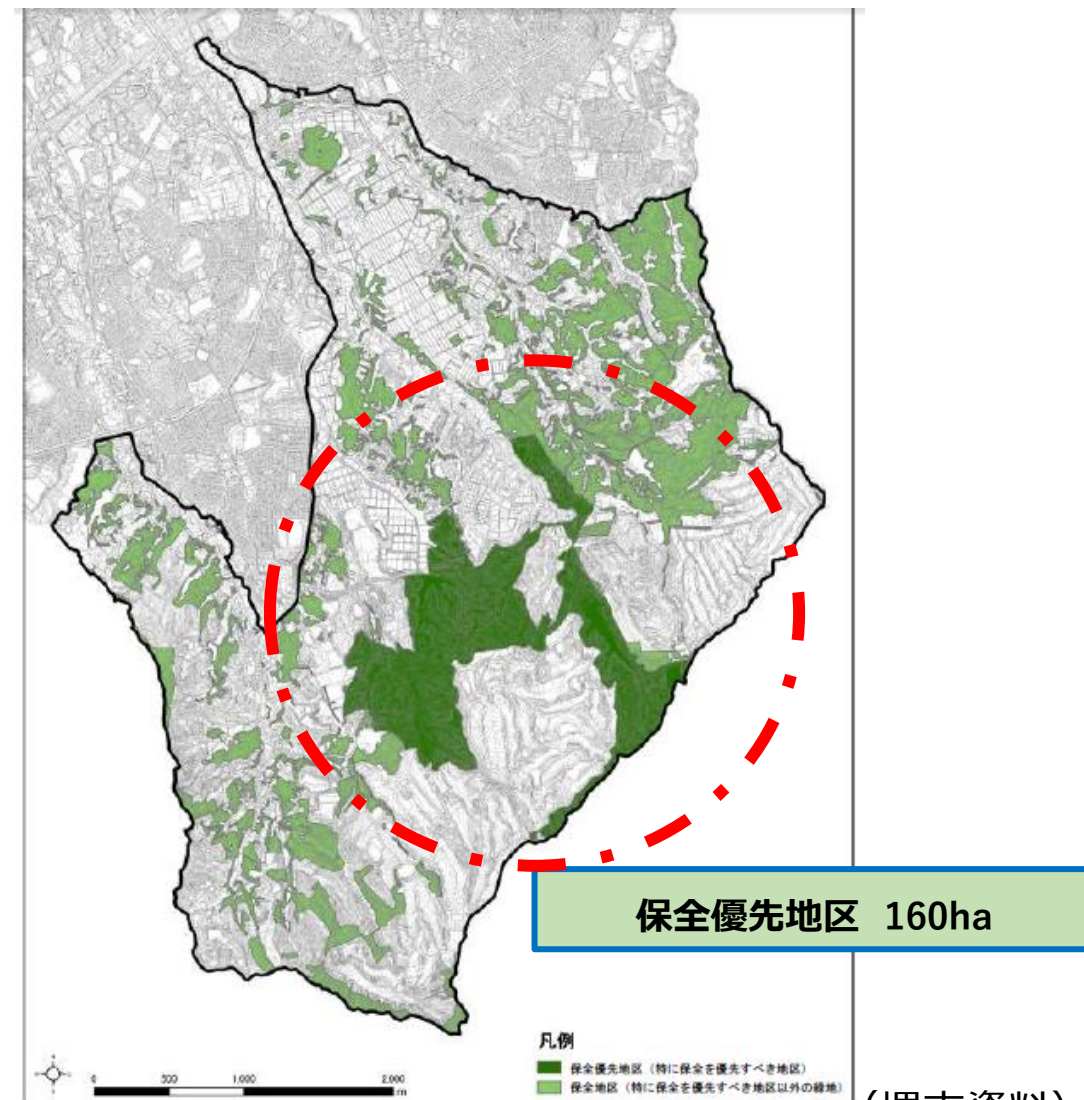 保全優先地区 160ha
凡例
保全優先地区（特に保全を優先すべき地区）
保全地区（特に保全を優先すべき地区以外の緑地）
0 500 1,000 2,000
m